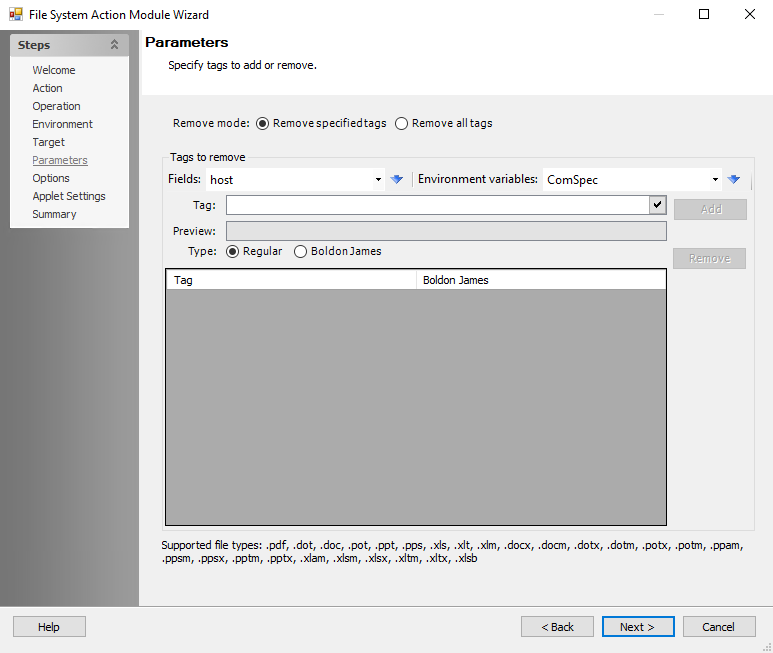 File System Action Module Wizard
Steps
Welcome
Action
Operation
Environment
Target
Parameters
Options
Applet Settings
Summary
Parameters
Specify tags to add or remove.
Remove mode: Remove specified tags Remove all tags
Tags to remove
Fields: host Environment variables: ComSpec
Tag: Add
Preview:
Type: Regular Boldon James
Remove
Tag Boldon James
Supported file types: .pdf, .dot, .doc, .pot, .ppt, .pps, .xls, .xlt, .xlm, .docx, .docm, .dotx, .dotm, .potx, .potm, .ppam,
.ppsm, .ppsx, .pptm, .pptx, .xlam, .xlsm, .xlsx, .xltm, .xltx, .xlsb
Help < Back Next > Cancel